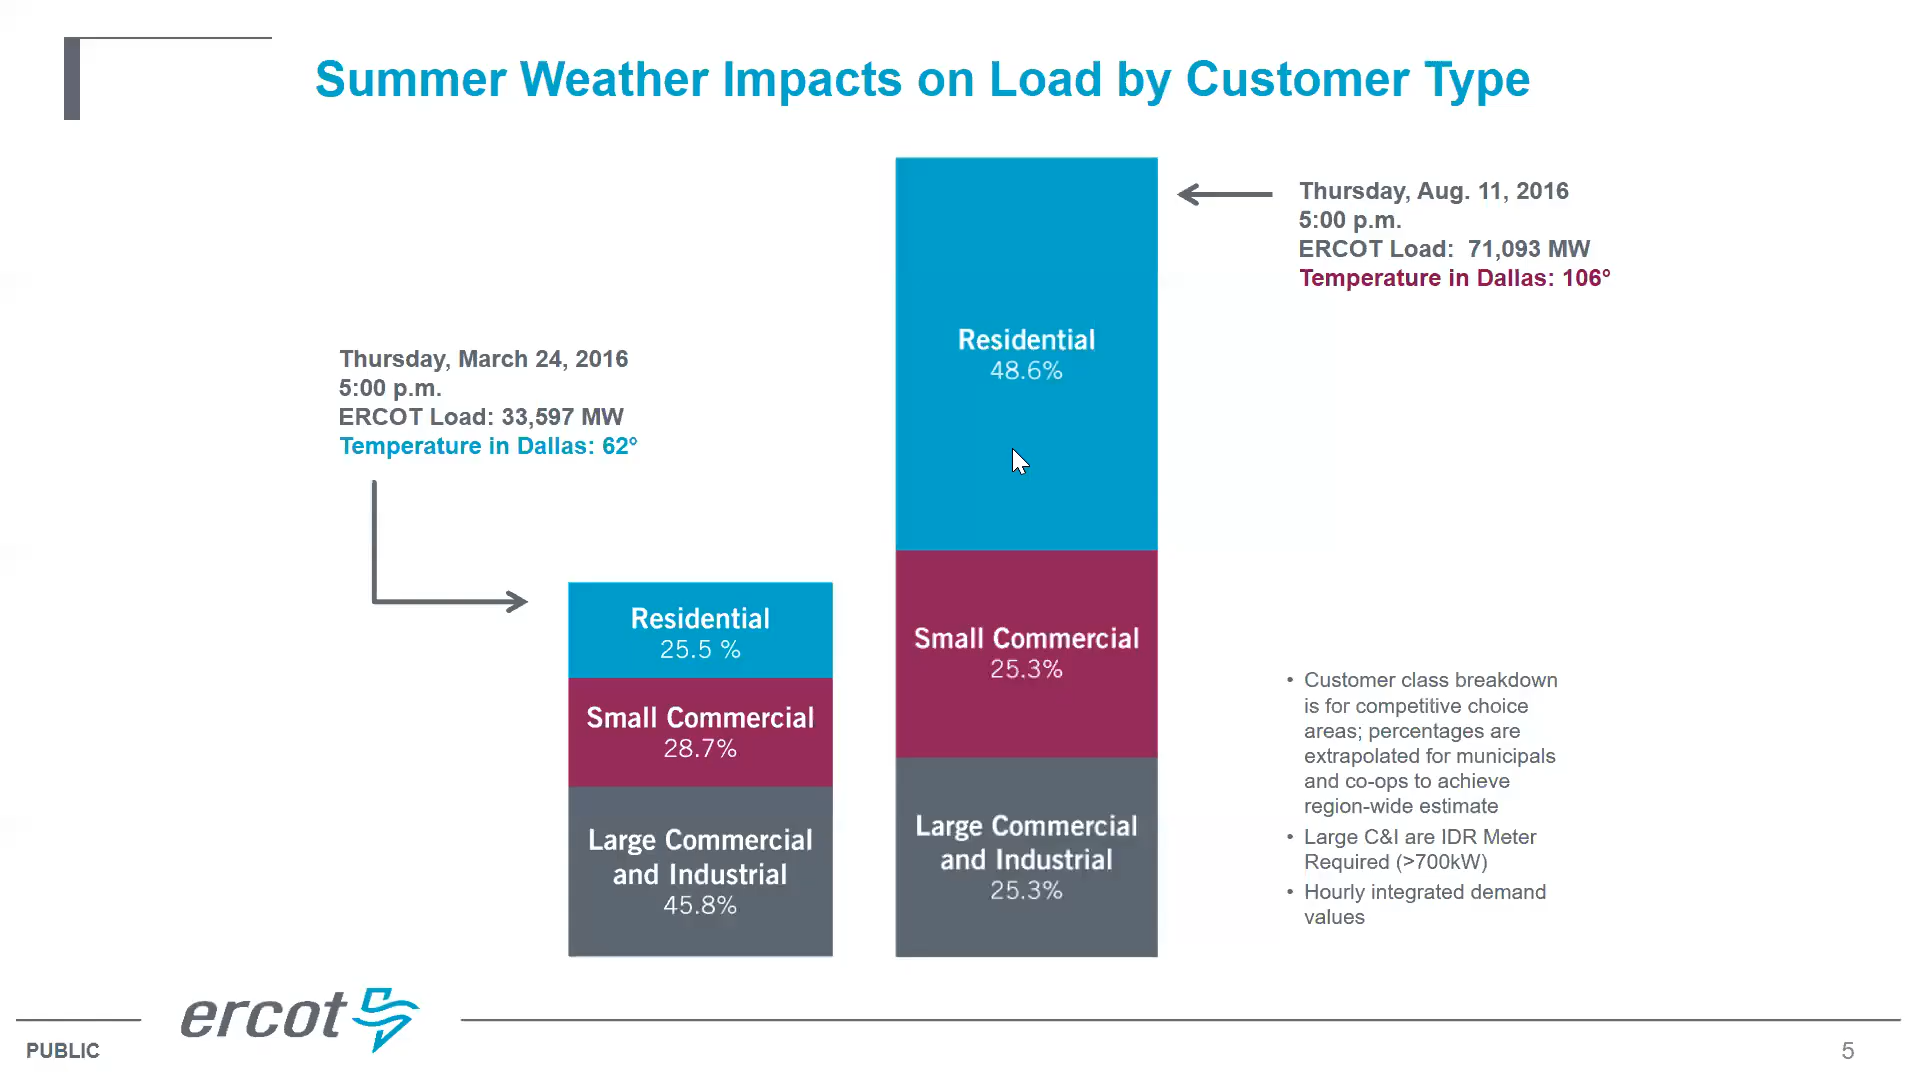 Summer Weather Impacts on Load by Customer Type
Thursday, Aug. 11, 2016
5:00 p.m.
ERCOT Load:  71,093 MW
Temperature in Dallas: 106°
Thursday, March 24, 2016
5:00 p.m.
ERCOT Load: 33,597 MW
Temperature in Dallas: 62°
Residential
25.5 %
Small Commercial
28.7%
Large Commercial
and Industrial
45.8%
Residential
48.6%
Small Commercial
25.3%
Large Commercial
and Industrial
25.3%
• Customer class breakdown
is for competitive choice
areas; percentages are
extrapolated for municipals
and co-ops to achieve
region-wide estimate
• Large C&I are IDR Meter
Required (>700kW)
• Hourly integrated demand
values
ercot
PUBLIC
5